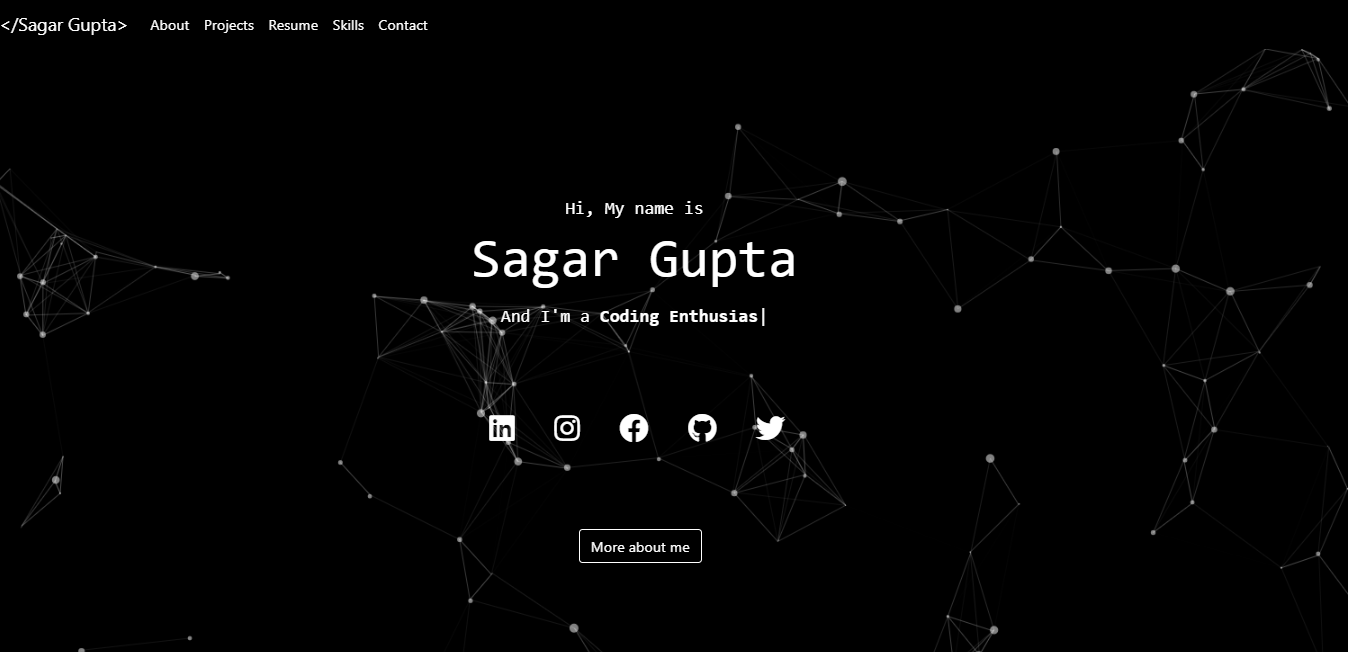 </Sagar Gupta> About Projects Resume Skills Contact
Hi, My name is
Sagar Gupta
And I'm a Coding Enthusias|
in
More about me